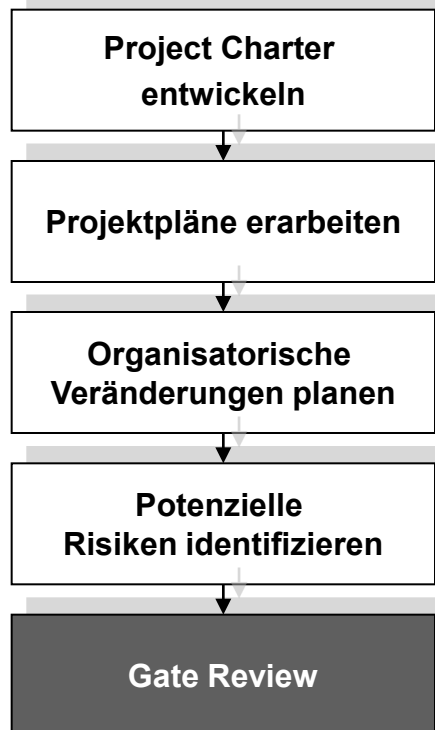 Project Charter
entwickeln
Projektpläne erarbeiten
Organisatorische
Veränderungen planen
Potenzielle
Risiken identifizieren
Gate Review